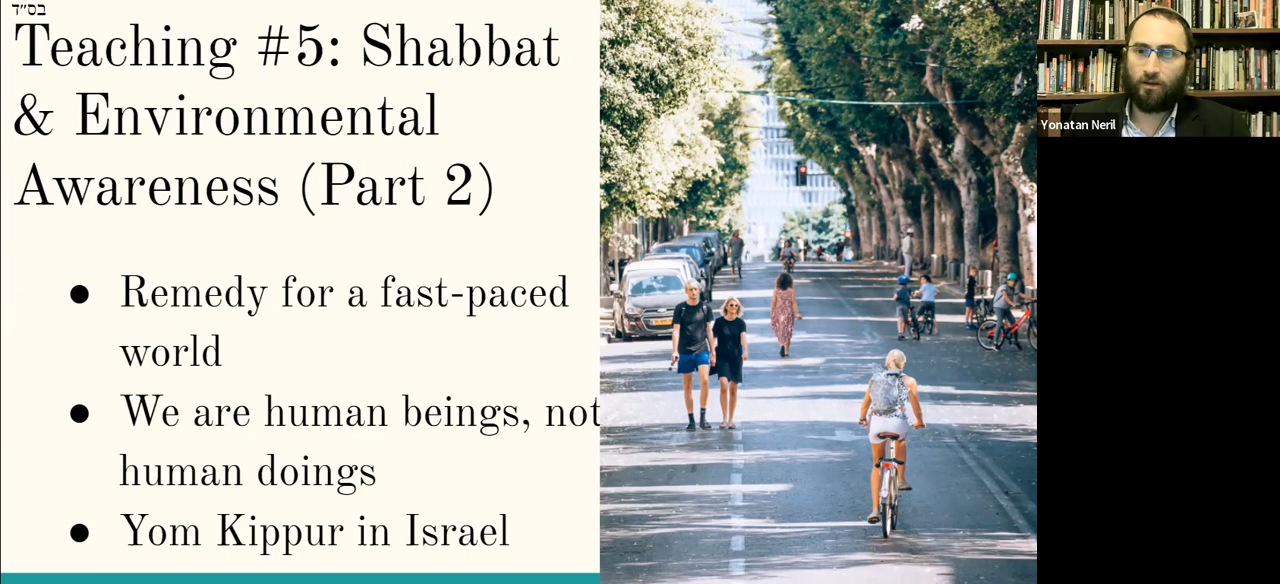 בס״ד
Teaching #5: Shabbat
& Environmental
Awareness (Part 2)
● Remedy for a fast-paced
world
● We are human beings, not
human doings
● Yom Kippur in Israel
Yonatan Neril